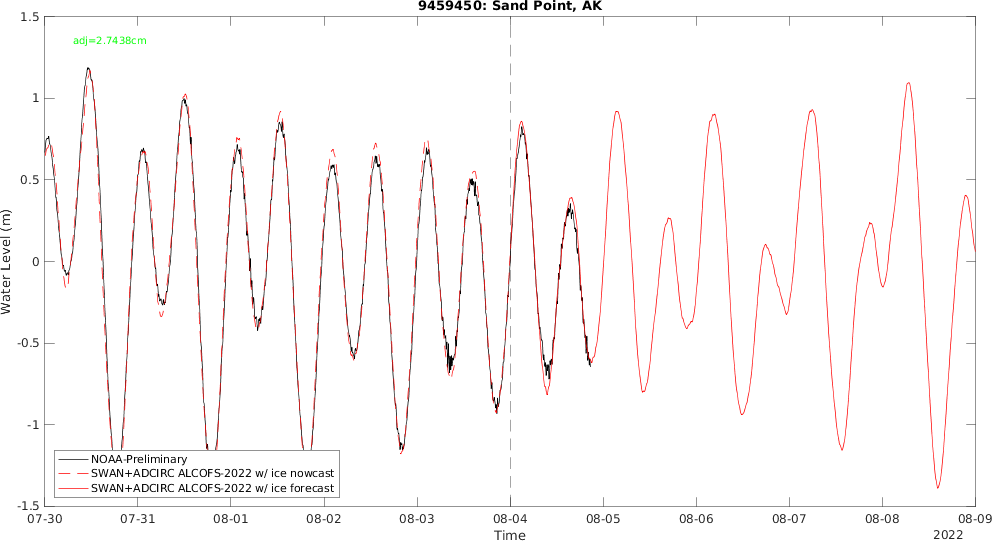 9459450: Sand Point, AK
adj=2.7438cm
Water Level (m)
1.5
1
0.5
0
-0.5
-1
-1.5
NOAA-Preliminary
SWAN+ADCIRC ALCOFS-2022 w/ ice nowcast
SWAN+ADCIRC ALCOFS-2022 w/ ice forecast
07-30 07-31 08-01 08-02 08-03 08-04 08-05 08-06 08-07 08-08 08-09
Time
2022